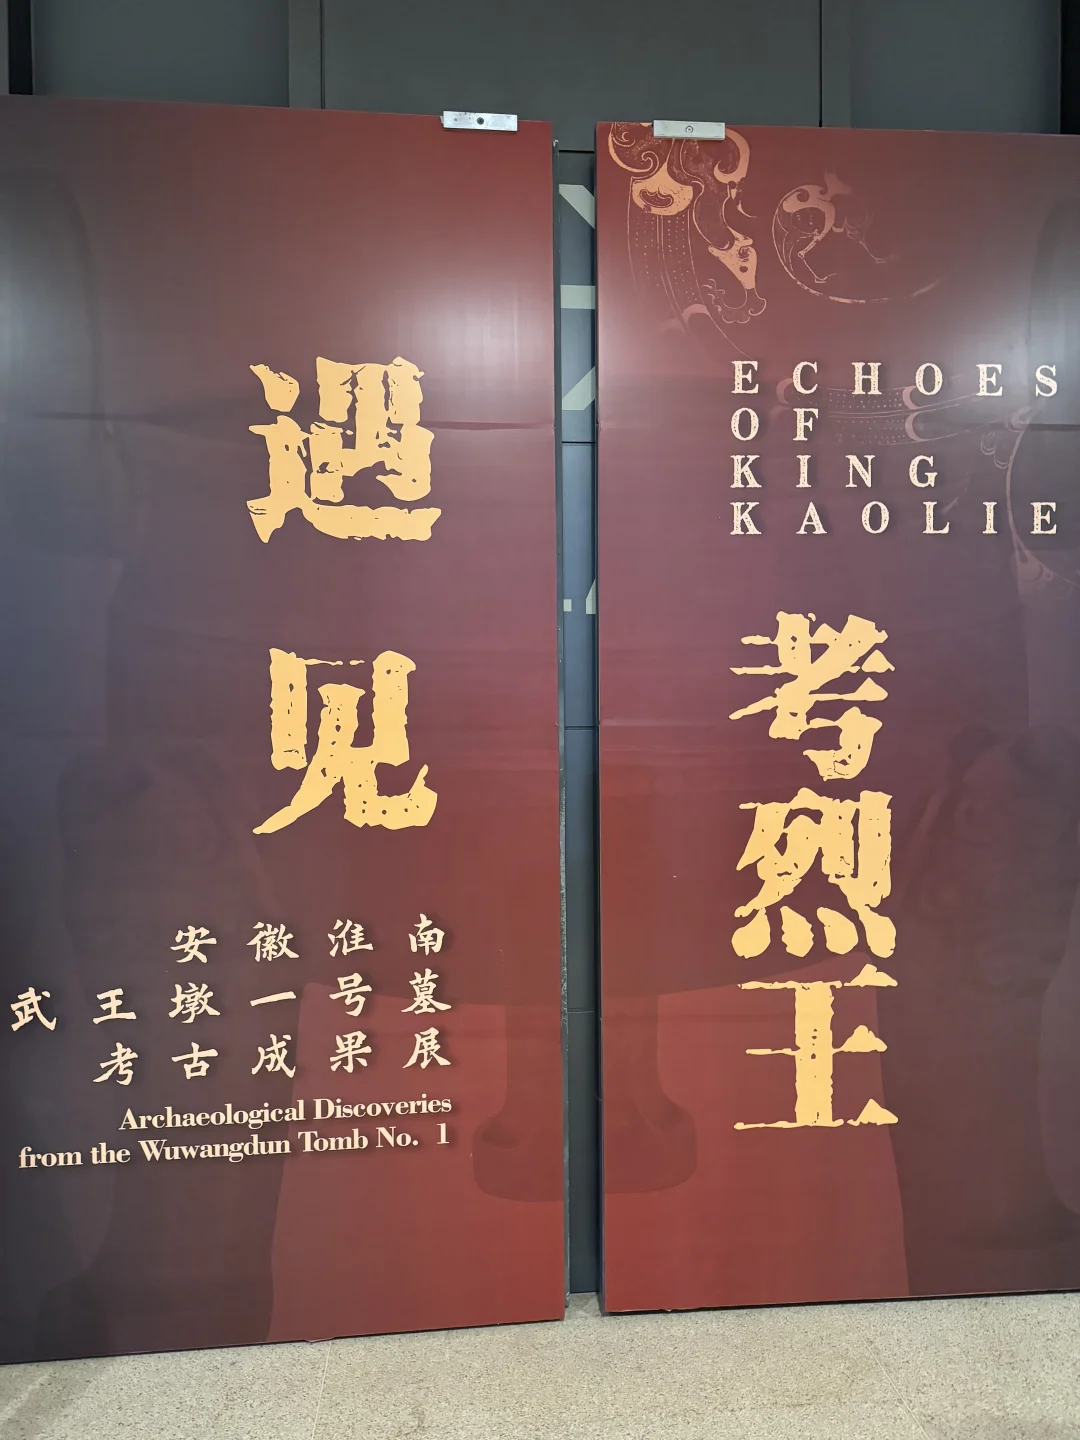 遇见
安徽淮南
武王墩一号墓
考古成果展
Archaeological Discoveries
from the Wuwangdun Tomb No. 1
ECHOES
OF
KING
KAOLIE
考烈王